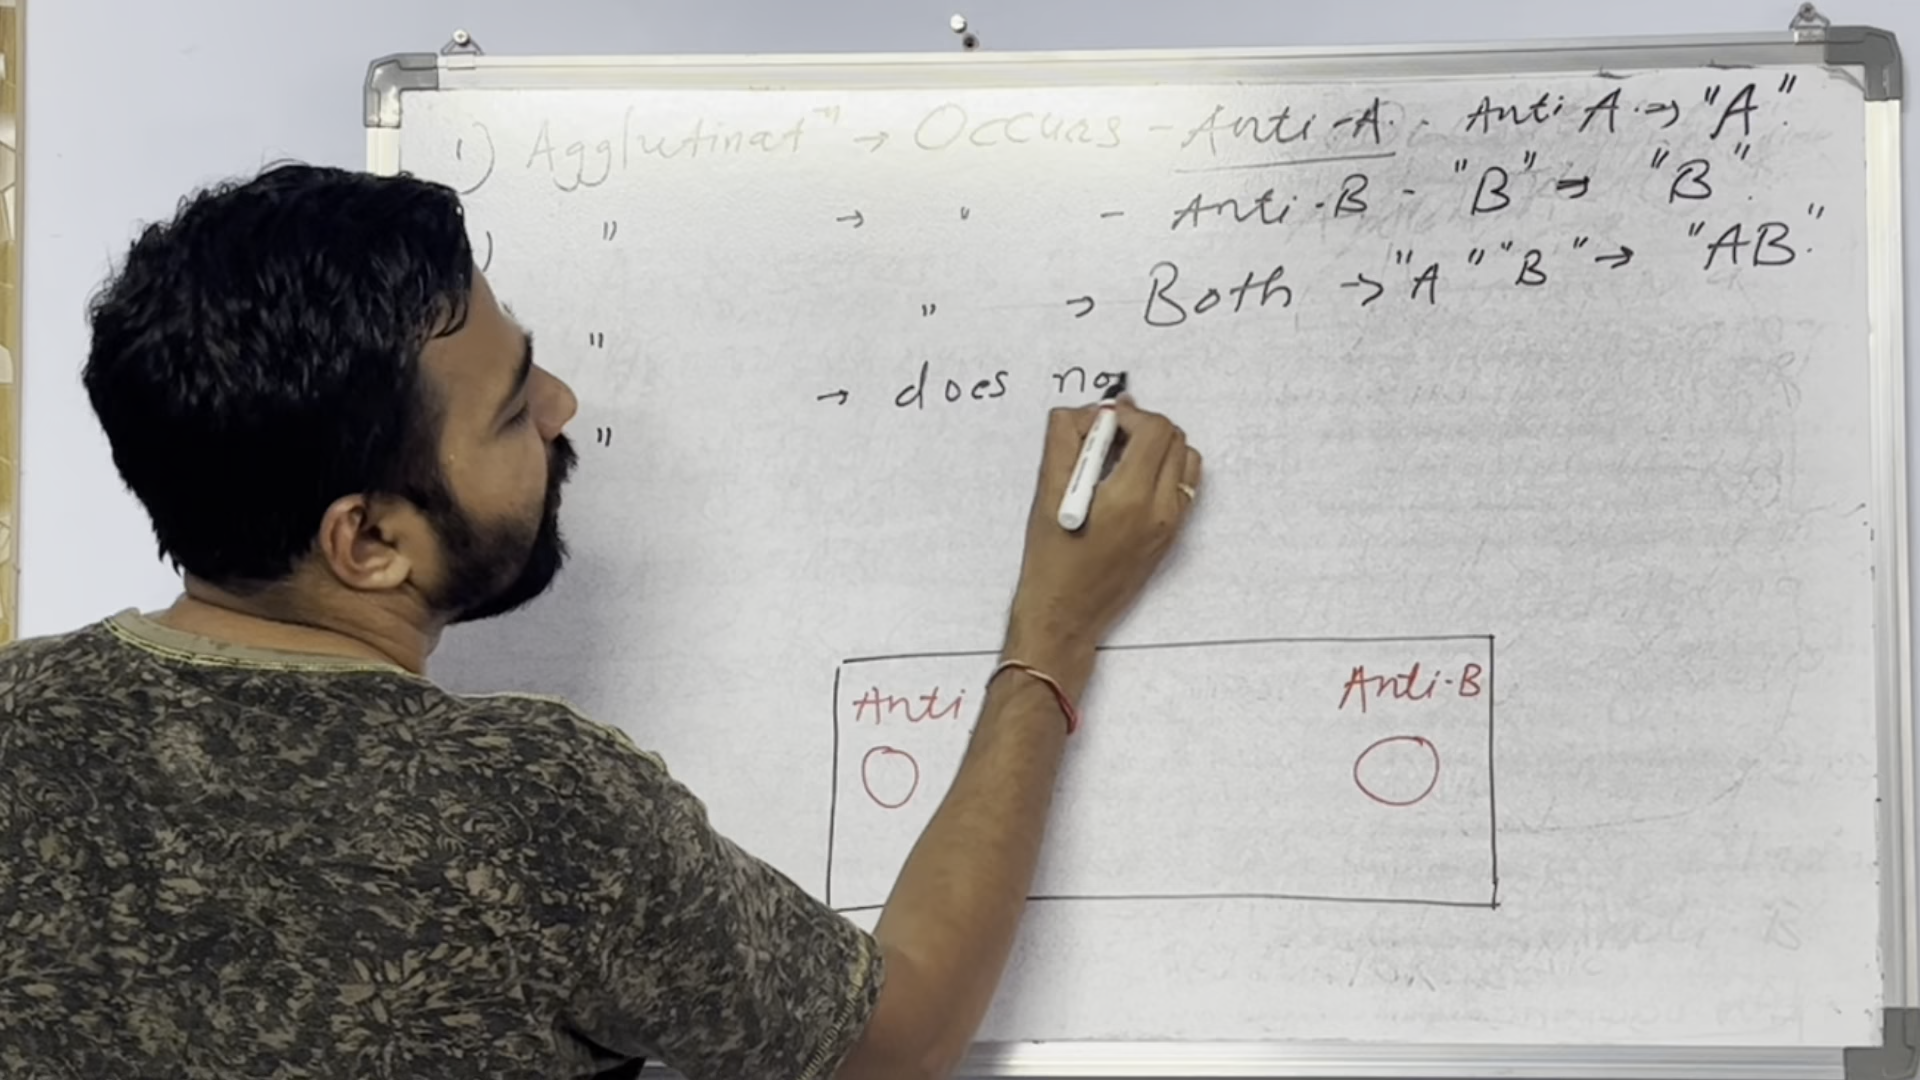 1) Agglutinatⁿ → Occurs - Anti-A. - Anti A → "A".
) " → " - Anti-B - "B" → "B".
" " → Both → "A" "B" → "AB."
" → does no
Anti Anti-B